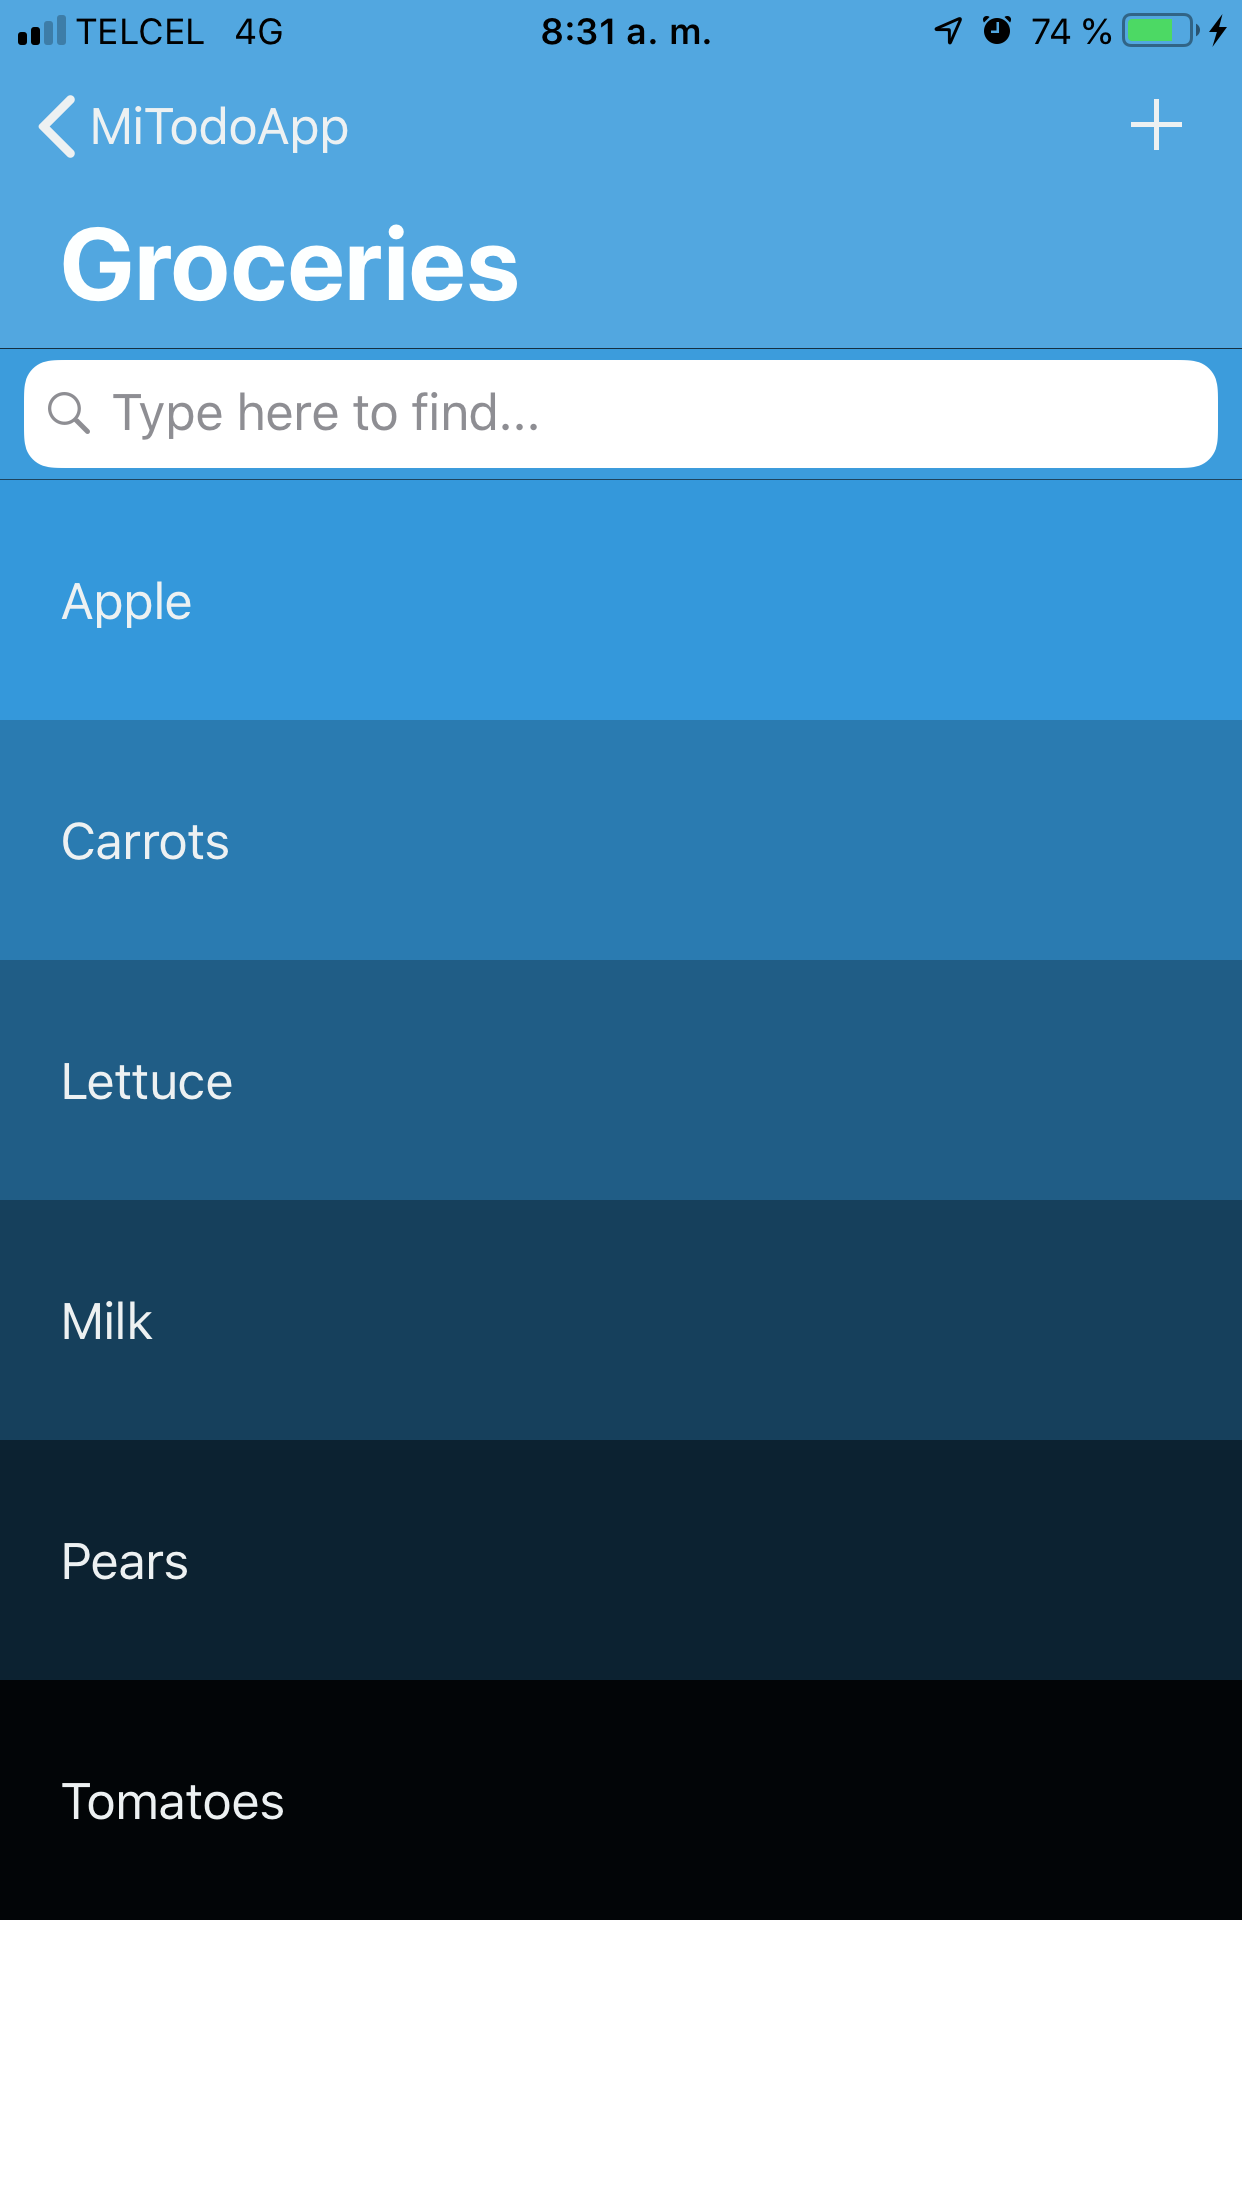 TELCEL 4G 8:31 a. m. 74 %
MiTodoApp
Groceries
Type here to find...
Apple
Carrots
Lettuce
Milk
Pears
Tomatoes